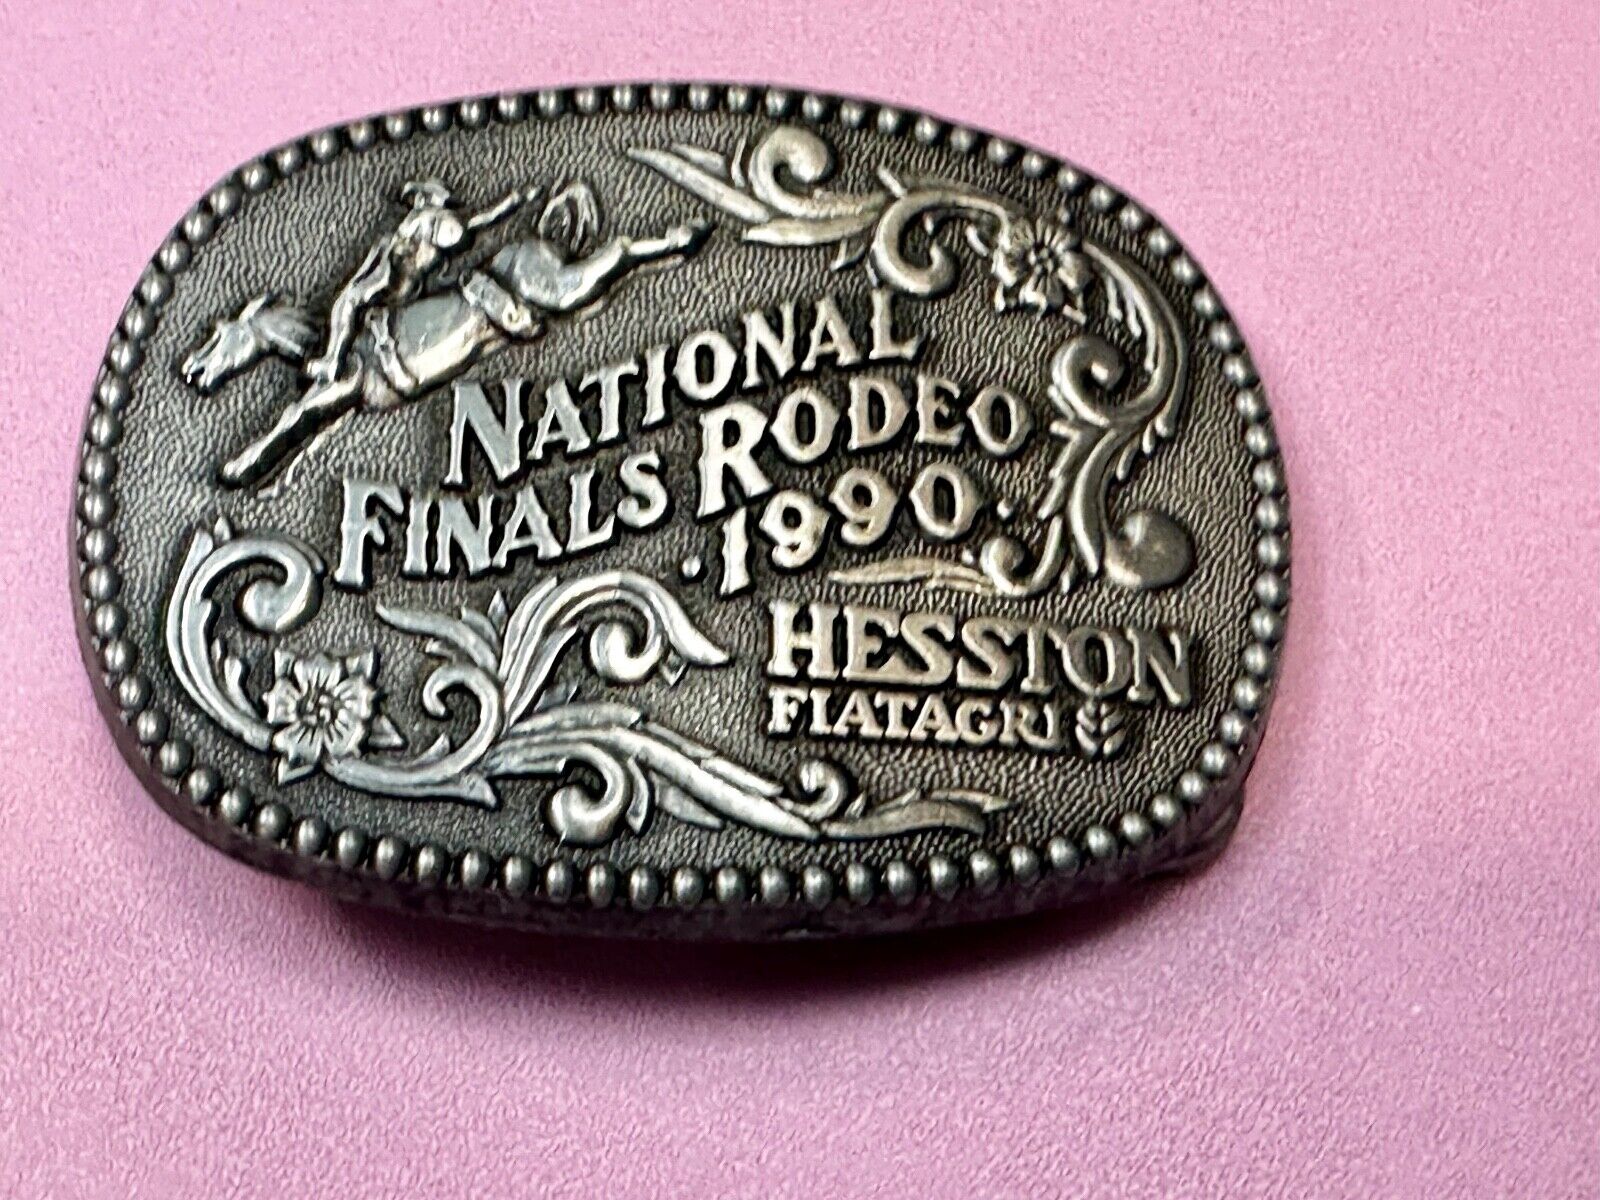 NATIONAL
FINALS RODEO
· 1990 ·
HESSTON
FIATAGRI